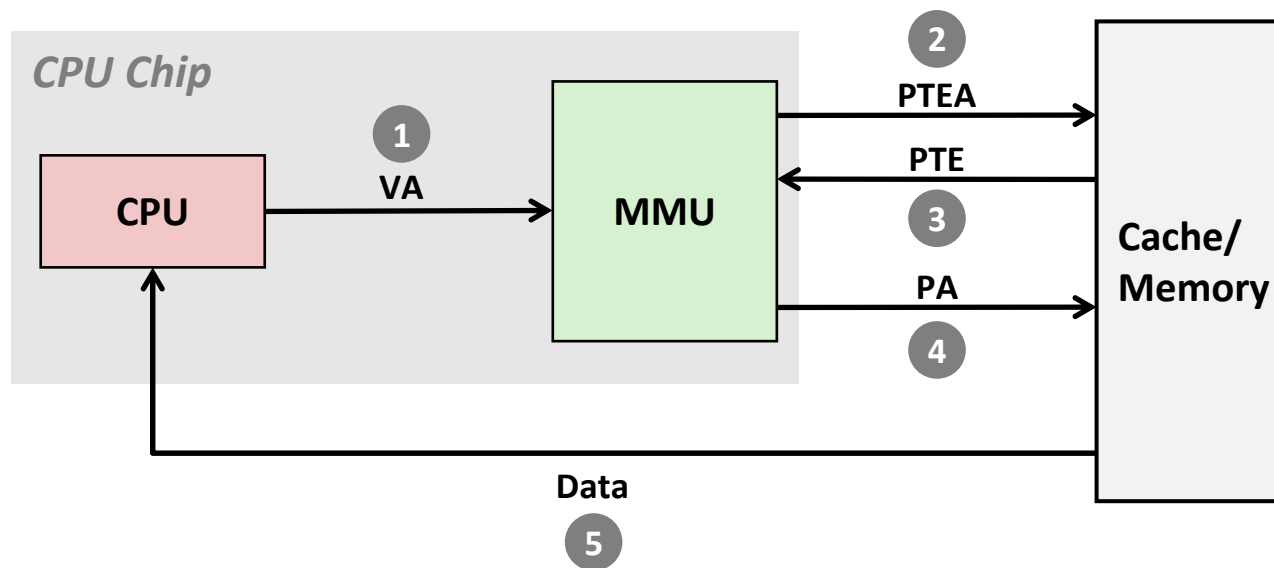 2
CPU Chip
PTEA
1
PTE
VA
CPU
MMU
3
Cache/
Memory
PA
4
Data
5